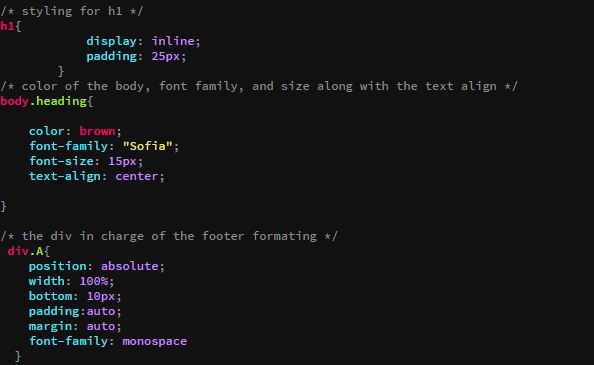 /* styling for h1 */
h1{
display: inline;
padding: 25px;
}
/* color of the body, font family, and size along with the text align */
body.heading{
color: brown;
font-family: "Sofia";
font-size: 15px;
text-align: center;
}
/* the div in charge of the footer formating */
div.A{
position: absolute;
width: 100%;
bottom: 10px;
padding:auto;
margin: auto;
font-family: monospace
}